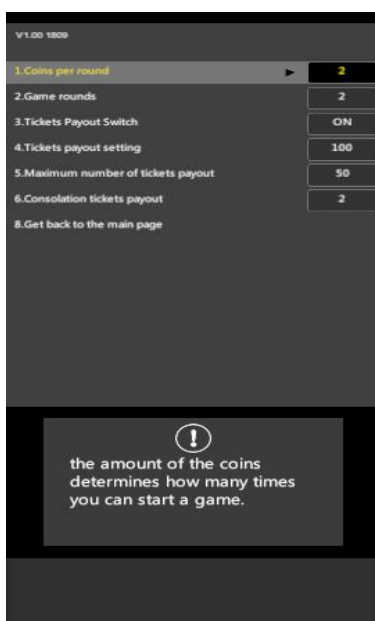 V1.00 1809
1.Coins per round ► 2
2.Game rounds 2
3.Tickets Payout Switch ON
4.Tickets payout setting 100
5.Maximum number of tickets payout 50
6.Consolation tickets payout 2
8.Get back to the main page
!
the amount of the coins
determines how many times
you can start a game.